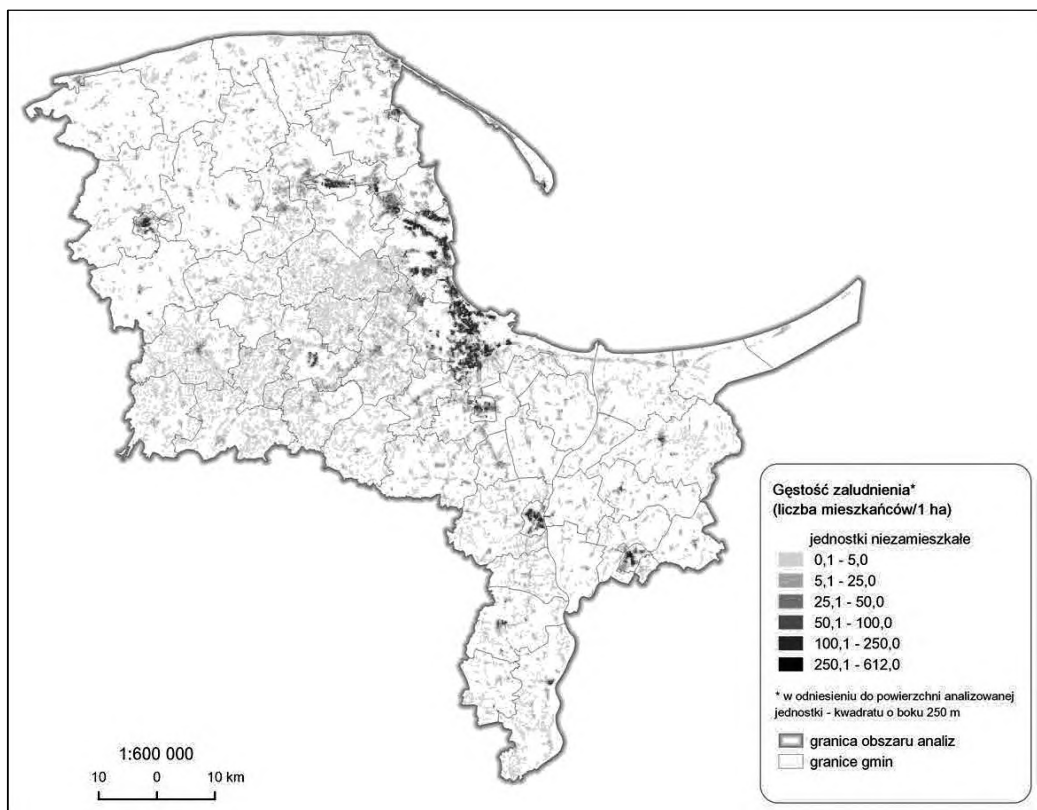 Gęstość zaludnienia*
(liczba mieszkańców/1 ha)
jednostki niezamieszkałe
0,1 - 5,0
5,1 - 25,0
25,1 - 50,0
50,1 - 100,0
100,1 - 250,0
250,1 - 612,0
* w odniesieniu do powierzchni analizowanej
jednostki - kwadratu o boku 250 m
granica obszaru analiz
granice gmin
1:600 000
10 0 10 km